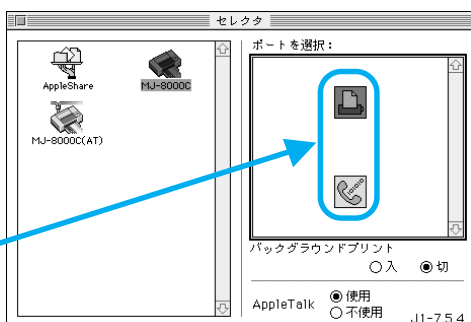 セレクタ
AppleShare
MJ-8000C
MJ-8000C(AT)
ポートを選択：
バックグラウンドプリント
入 切
AppleTalk
使用
不使用
J1-7.5.4